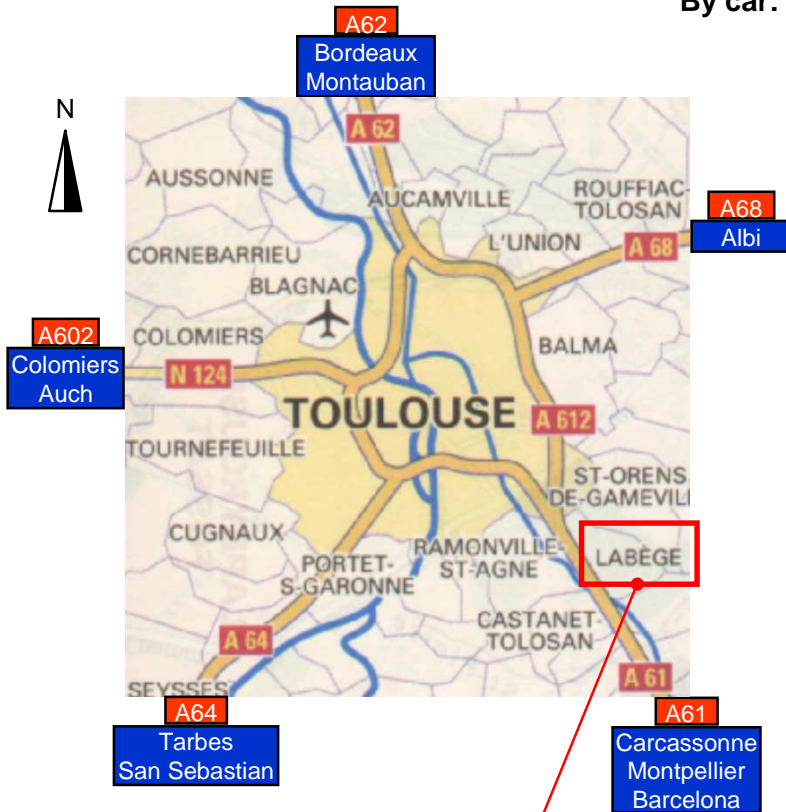 By car:
A62
Bordeaux
Montauban
N
A 62
AUSSONNE
AUCAMVILLE
ROUFFIAC-
TOLOSAN
A68
Albi
L'UNION
A 68
CORNEBARRIEU
BLAGNAC
A602
Colomiers
Auch
COLOMIERS
BALMA
N 124
TOULOUSE
A 612
TOURNEFEUILLE
ST-ORENS
DE-GAMEVIL
CUGNAUX
PORTET-
S-GARONNE
RAMONVILLE-
ST-AGNE
LABÈGE
CASTANET-
TOLOSAN
A 64
A 61
SEYSSES
A64
Tarbes
San Sebastian
A61
Carcassonne
Montpellier
Barcelona